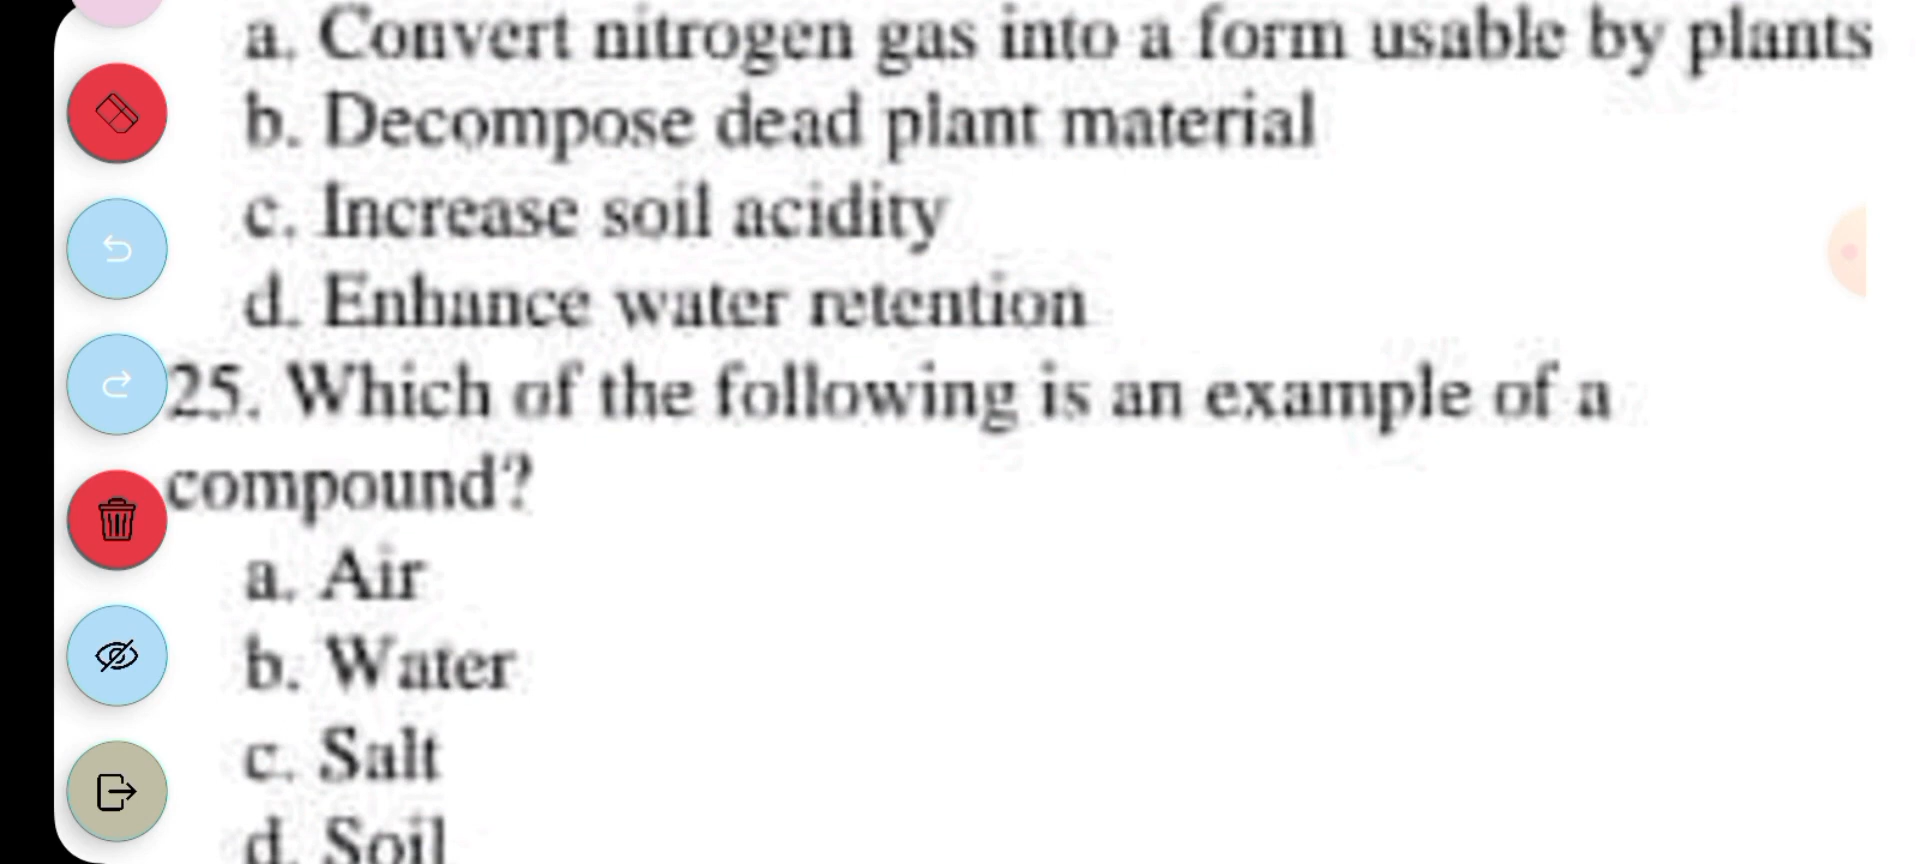 a. Convert nitrogen gas into a form usable by plants
b. Decompose dead plant material
c. Increase soil acidity
d. Enhance water retention
25. Which of the following is an example of a
compound?
a. Air
b. Water
c. Salt
d. Soil